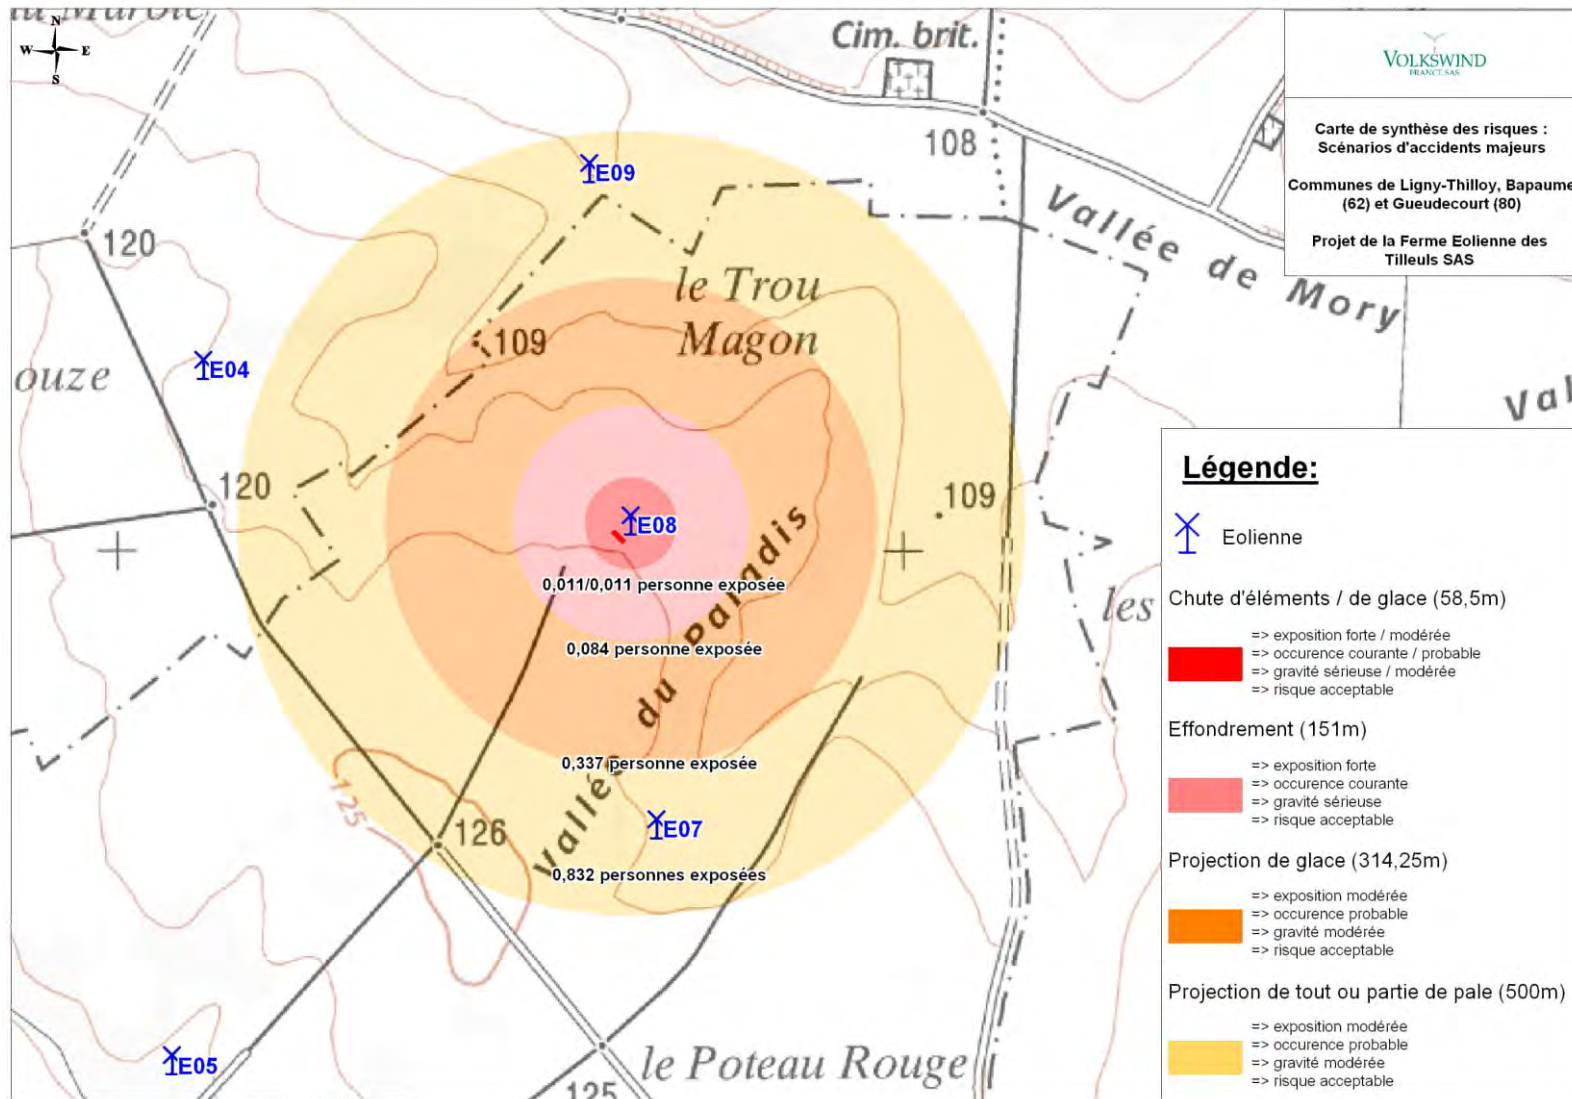 N
W E
S
Cim. brit.
108
VOLKSWIND
FRANCE SAS
Carte de synthèse des risques :
Scénarios d'accidents majeurs
Communes de Ligny-Thilloy, Bapaume
(62) et Gueudecourt (80)
Projet de la Ferme Eolienne des
Tilleuls SAS
E09
120
Vallée de Mory
le Trou
Magon
109
E04
ouze
Val
120
109
E08
0,011/0,011 personne exposée
les
0,084 personne exposée
Vallée du Paradis
0,337 personne exposée
125
126
E07
0,832 personnes exposées
E05
le Poteau Rouge
125
Légende:
Eolienne
Chute d'éléments / de glace (58,5m)
=> exposition forte / modérée
=> occurence courante / probable
=> gravité sérieuse / modérée
=> risque acceptable
Effondrement (151m)
=> exposition forte
=> occurence courante
=> gravité sérieuse
=> risque acceptable
Projection de glace (314,25m)
=> exposition modérée
=> occurence probable
=> gravité modérée
=> risque acceptable
Projection de tout ou partie de pale (500m)
=> exposition modérée
=> occurence probable
=> gravité modérée
=> risque acceptable